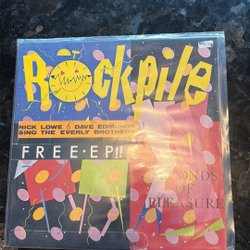 Rockpile
NICK LOWE & DAVE EDMUNDS
SING THE EVERLY BROTHERS
FREE·EP!!
SECONDS
OF
PLEASURE